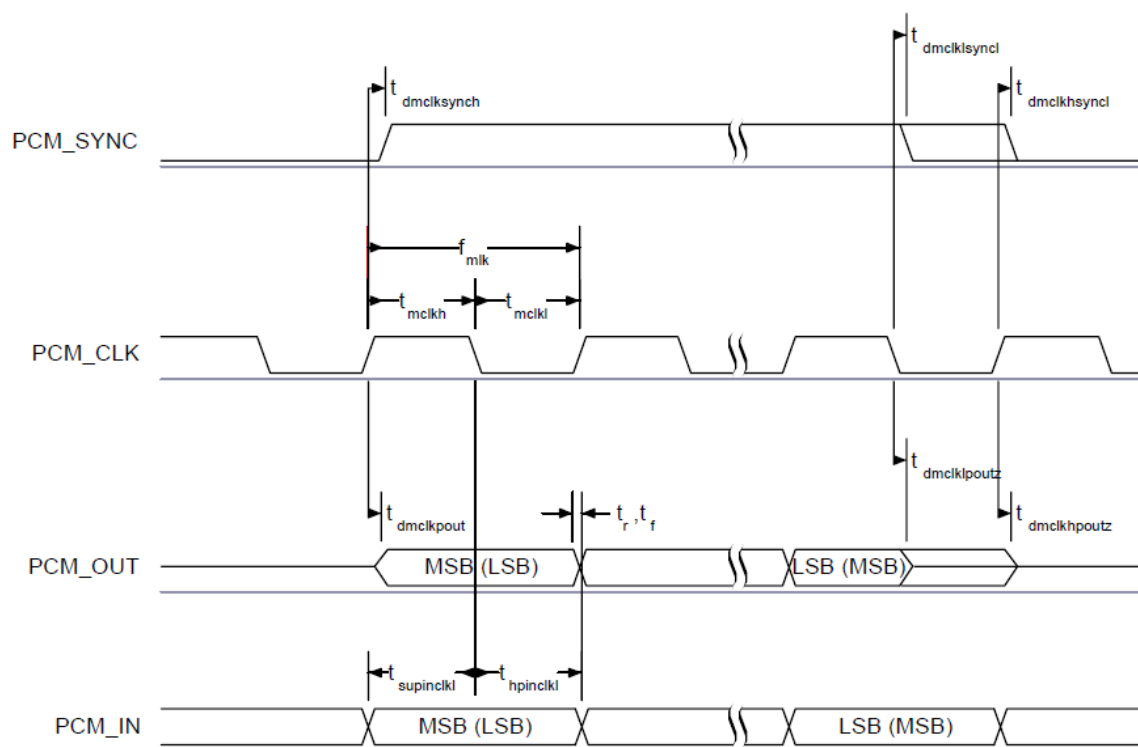 t dmclklsyncl
t dmclksynch
t dmclkhsyncl
PCM_SYNC
f mlk
t mclkh
t mclkl
PCM_CLK
t dmclklpoutz
t dmclkpout
t r ,t f
t dmclkhpoutz
PCM_OUT
MSB (LSB)
LSB (MSB)
t supinclkl
t hpinclkl
PCM_IN
MSB (LSB)
LSB (MSB)